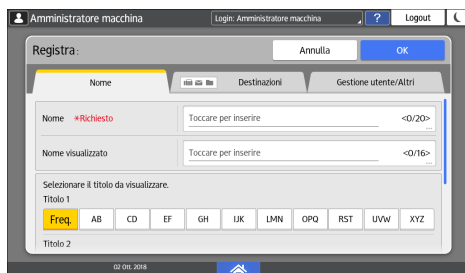 Amministratore macchina Login: Amministratore macchina ? Logout
Registra: Annulla OK
Nome Destinazioni Gestione utente/Altri
Nome *Richiesto Toccare per inserire <0/20>
...
Nome visualizzato Toccare per inserire <0/16>
...
Selezionare il titolo da visualizzare.
Titolo 1
Freq. AB CD EF GH IJK LMN OPQ RST UVW XYZ
Titolo 2
02 Ott. 2018